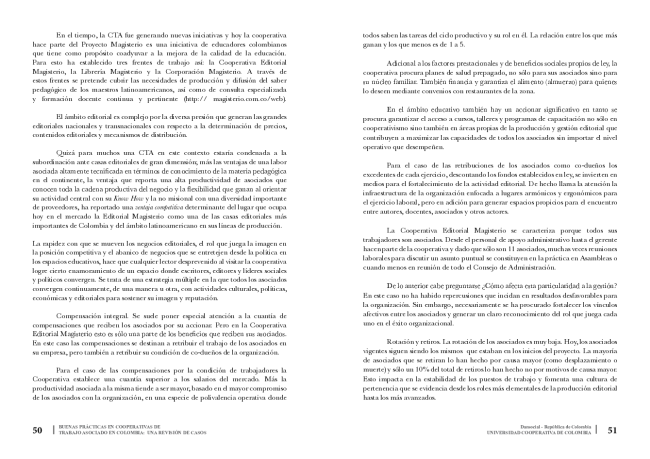 En el tiempo, la CTA fue generando nuevas iniciativas y hoy la cooperativa
hace parte del Proyecto Magisterio es una iniciativa de educadores colombianos
que tiene como propósito coadyuvar a la mejora de la calidad de la educación.
Para esto ha establecido tres frentes de trabajo así: la Cooperativa Editorial
Magisterio, la Librería Magisterio y la Corporación Magisterio. A través de
estos frentes se pretende cubrir las necesidades de producción y difusión del saber
pedagógico de los maestros latinoamericanos, así como de consulta especializada
y formación docente continua y pertinente (http:// magisterio.com.co/web).
El ámbito editorial es complejo por la diversa presión que generan las grandes
editoriales nacionales y transnacionales con respecto a la determinación de precios,
contenidos editoriales y mecanismos de distribución.
Quizá para muchos una CTA en este contexto estaría condenada a la
subordinación ante casas editoriales de gran dimensión; más las ventajas de una labor
asociada altamente tecnificada en término de conocimiento de la materia pedagógica
en el continente, la ventaja que reporta una alta productividad de asociados que
conocen toda la cadena productiva del negocio y la flexibilidad que ganan al orientar
su actividad central con su Know How y la no misional con una diversidad importante
de proveedores, ha reportado una ventaja competitiva determinante del lugar que ocupa
hoy en el mercado la Editorial Magisterio como una de las casas editoriales más
importantes de Colombia y del ámbito latinoamericano en sus líneas de producción.
La rapidez con que se mueven los negocios editoriales, el rol que juega la imagen en
la posición competitiva y el abanico de negocios que se entretejen desde la política en
los espacios educativos, hace que cualquier lector desprevenido al visitar la cooperativa
logre cierto enamoramiento de un espacio donde escritores, editores y líderes sociales
y políticos convergen. Se trata de una estrategia múltiple en la que todos los asociados
convergen continuamente, de una manera u otra, con actividades culturales, políticas,
económicas y editoriales para sostener su imagen y reputación.
Compensación integral. Se suele poner especial atención a la cuantía de
compensaciones que reciben los asociados por su accionar. Pero en la Cooperativa
Editorial Magisterio esto es sólo una parte de los beneficios que reciben sus asociados.
En este caso las compensaciones se destinan a retribuir el trabajo de los asociados en
su empresa, pero también a retribuir su condición de co-dueños de la organización.
Para el caso de las compensaciones por la condición de trabajadores la
Cooperativa establece una cuantía superior a los salarios del mercado. Más la
productividad asociada a la misma tiende a ser mayor, basado en el mayor compromiso
de los asociados con la organización, en una especie de polivalencia operativa donde
50
BUENAS PRÁCTICAS EN COOPERATIVAS DE
TRABAJO ASOCIADO EN COLOMBIA: UNA REVISIÓN DE CASOS
todos saben las tareas del ciclo productivo y su rol en él. La relación entre los que más
ganan y los que menos es de 1 a 5.
Adicional a los factores prestacionales y de beneficios sociales propios de ley, la
cooperativa procura planes de salud prepagado, no sólo para sus asociados sino para
su núcleo familiar. También financia y garantiza el alimento (almuerzo) para quienes
lo deseen mediante convenios con restaurantes de la zona.
En el ámbito educativo también hay un accionar significativo en tanto se
procura garantizar el acceso a cursos, talleres y programas de capacitación no sólo en
cooperativismo sino también en áreas propias de la producción y gestión editorial que
contribuyen a maximizar las capacidades de todos los asociados sin importar el nivel
operativo que desempeñen.
Para el caso de las retribuciones de los asociados como co-dueños los
excedentes de cada ejercicio, descontando los fondos establecidos en ley, se invierten en
medios para el fortalecimiento de la actividad editorial. De hecho llama la atención la
infraestructura de la organización enfocada a lugares armónicos y ergonómicos para
el ejercicio laboral, pero en adición para generar espacios propicios para el encuentro
entre autores, docentes, asociados y otros actores.
La Cooperativa Editorial Magisterio se caracteriza porque todos sus
trabajadores son asociados. Desde el personal de apoyo administrativo hasta el gerente
hacen parte de la cooperativa y dado que sólo son 11 asociados, muchas veces reuniones
laborales para discutir un asunto puntual se constituyen en la práctica en Asambleas o
cuando menos en reunión de todo el Consejo de Administración.
De lo anterior cabe preguntarse ¿Cómo afecta esta particularidad a la gestión?
En este caso no ha habido repercusiones que incidan en resultados desfavorables para
la organización. Sin embargo, necesariamente se ha procurado fortalecer los vínculos
afectivos entre los asociados y generar un claro reconocimiento del rol que juega cada
uno en el éxito organizacional.
Rotación y retiros. La rotación de los asociados es muy baja. Hoy, los asociados
vigentes siguen siendo los mismos que estaban en los inicios del proyecto. La mayoría
de asociados que se retiran lo han hecho por causa mayor (como desplazamiento o
muerte) y sólo un 10% del total de retiros lo han hecho no por motivos de causa mayor.
Esto impacta en la estabilidad de los puestos de trabajo y fomenta una cultura de
pertenencia que se evidencia desde los roles más elementales de la producción editorial
hasta los más avanzados.
Dansocial - República de Colombia
UNIVERSIDAD COOPERATIVA DE COLOMBIA
51